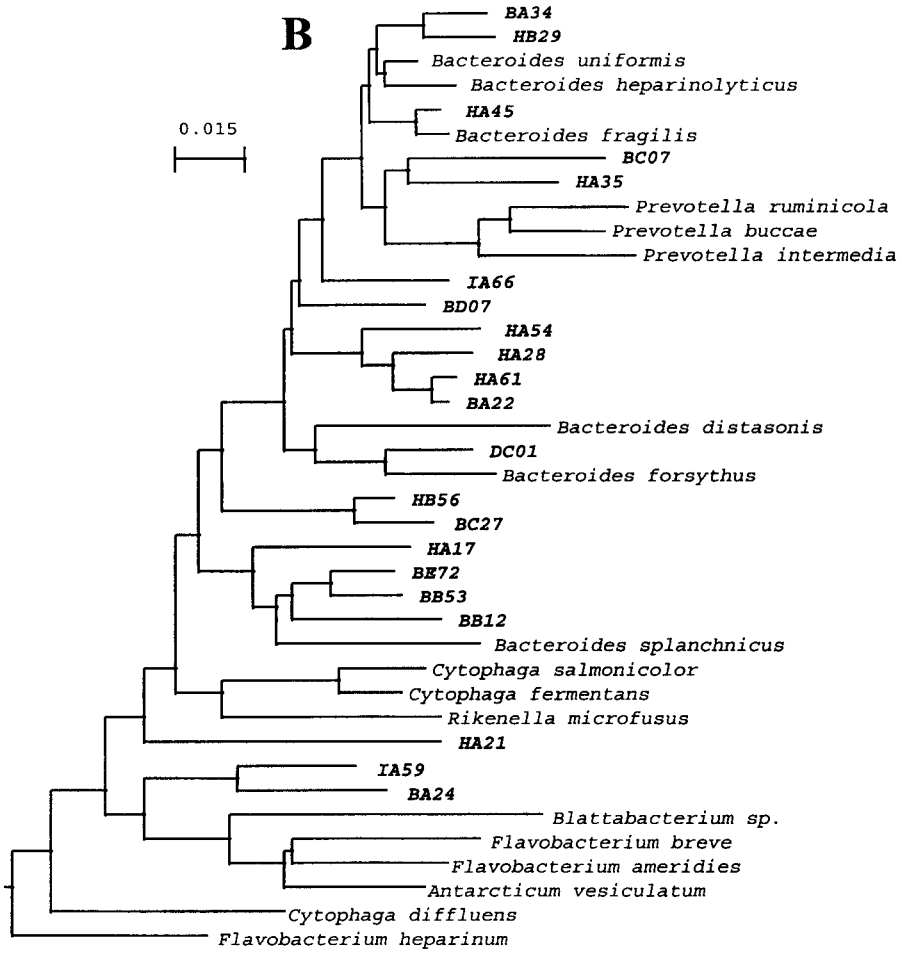 B
0.015
BA34
HB29
Bacteroides uniformis
Bacteroides heparinolyticus
HA45
Bacteroides fragilis
BC07
HA35
Prevotella ruminicola
Prevotella buccae
Prevotella intermedia
IA66
BD07
HA54
HA28
HA61
BA22
Bacteroides distasonis
DC01
Bacteroides forsythus
HB56
BC27
HA17
BE72
BB53
BB12
Bacteroides splanchnicus
Cytophaga salmonicolor
Cytophaga fermentans
Rikenella microfusus
HA21
IA59
BA24
Blattabacterium sp.
Flavobacterium breve
Flavobacterium ameridies
Antarcticum vesiculatum
Cytophaga diffluens
Flavobacterium heparinum